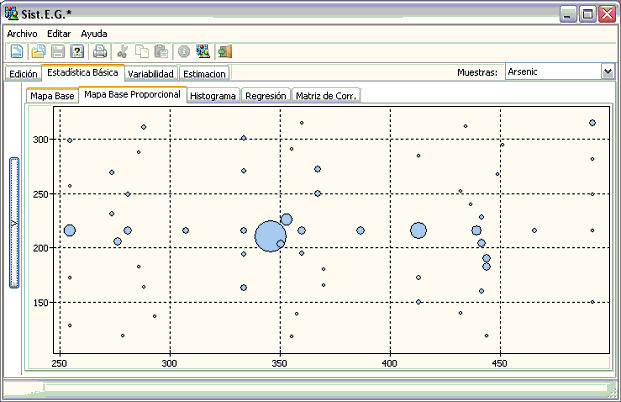 Sist.E.G.*
Archivo Editar Ayuda
Edición Estadística Básica Variabilidad Estimacion Muestras: Arsenic
Mapa Base Mapa Base Proporcional Histograma Regresión Matriz de Corr.
300
250
200
150
250 300 350 400 450
>